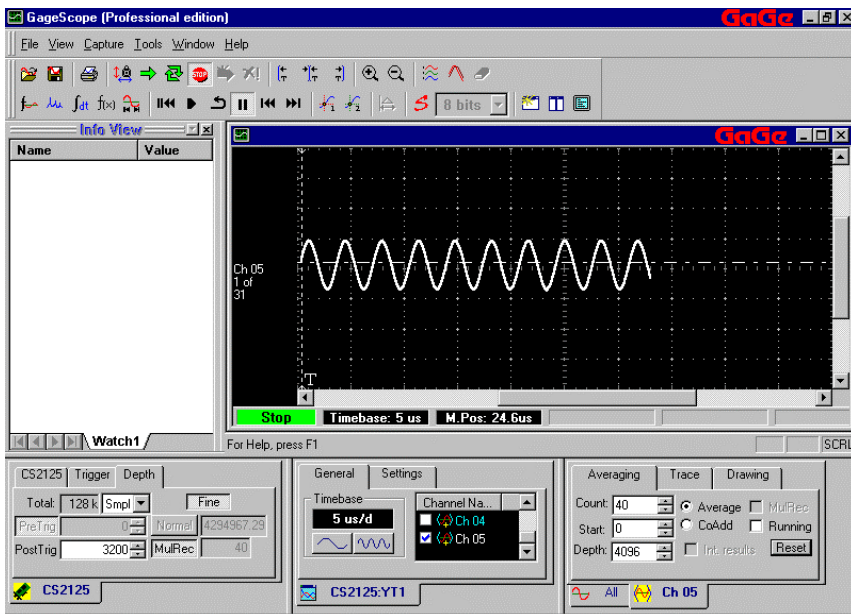 GageScope (Professional edition)
GaGe
File View Capture Tools Window Help
STOP
∫dt f(x)
8 bits
Info View
Name Value
GaGe
Ch 05
1 of
31
T
Stop Timebase: 5 us M.Pos: 24.6us
Watch1
For Help, press F1
SCRL
CS2125 Trigger Depth
Total: 128 k Smpl Fine
PreTrig 0 Normal 4294967.29
PostTrig 3200 MulRec 40
CS2125
General Settings
Timebase
5 us/d
Channel Na...
Ch 04
Ch 05
CS2125:YT1
Averaging Trace Drawing
Count: 40 Average MulRec
Start: 0 CoAdd Running
Depth: 4096 Int. results Reset
All Ch 05